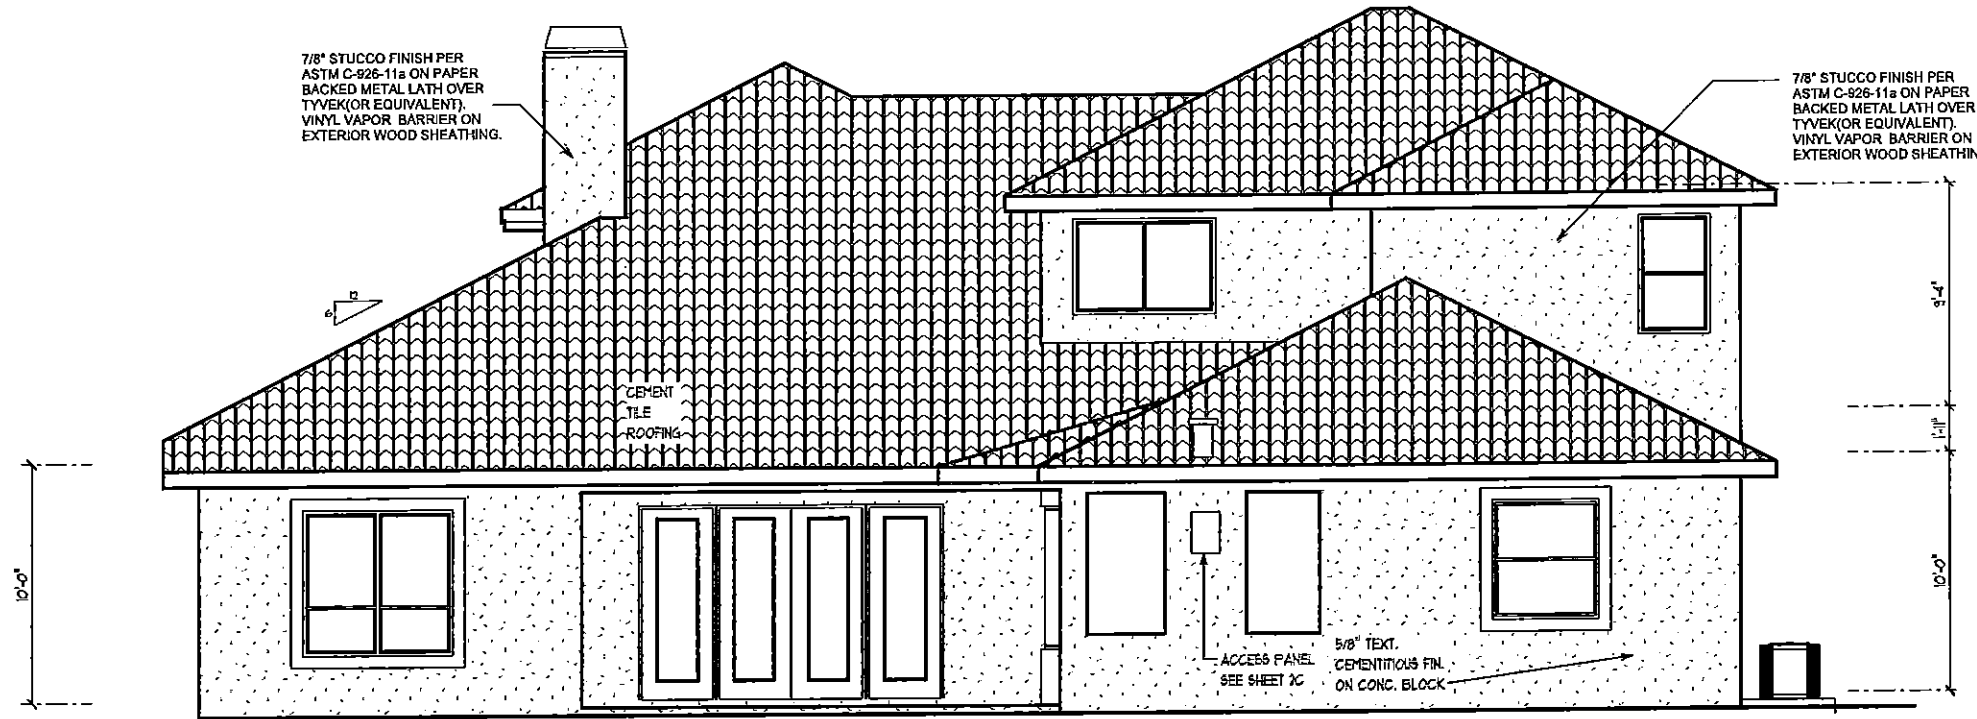 7/8" STUCCO FINISH PER
ASTM C-926-11a ON PAPER
BACKED METAL LATH OVER
TYVEK(OR EQUIVALENT).
VINYL VAPOR BARRIER ON
EXTERIOR WOOD SHEATHING.
7/8" STUCCO FINISH PER
ASTM C-926-11a ON PAPER
BACKED METAL LATH OVER
TYVEK(OR EQUIVALENT).
VINYL VAPOR BARRIER ON
EXTERIOR WOOD SHEATHIN
12
6
9'-4"
CEMENT
TILE
ROOFING
1'-11"
10'-0"
10'-0"
ACCESS PANEL
SEE SHEET 2C
5/8" TEXT.
CEMENTITIOUS FIN.
ON CONC. BLOCK